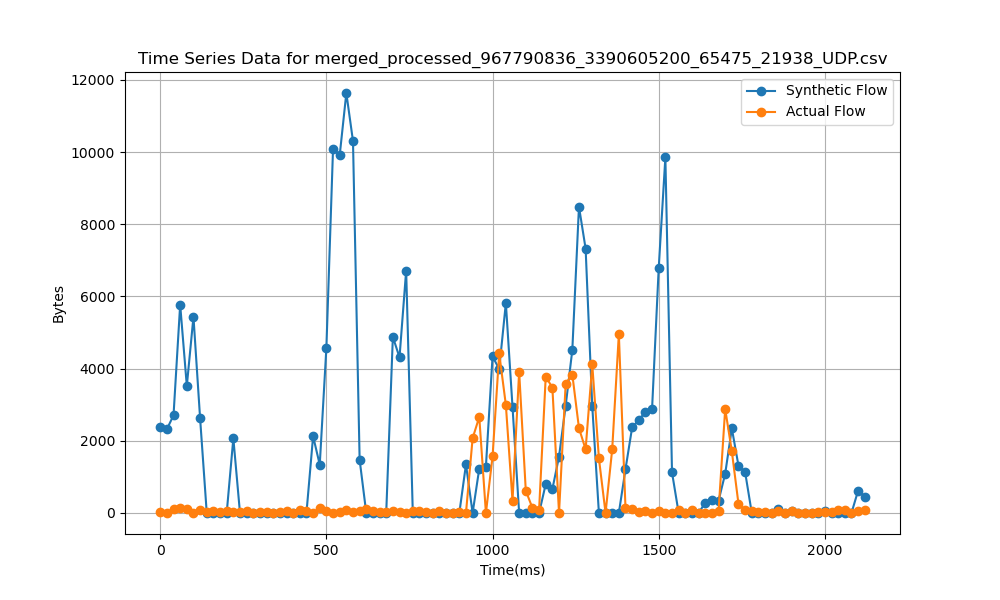 Time Series Data for merged_processed_967790836_3390605200_65475_21938_UDP.csv
Synthetic Flow
Actual Flow
12000
10000
8000
6000
4000
2000
0
Bytes
0 500 1000 1500 2000
Time(ms)